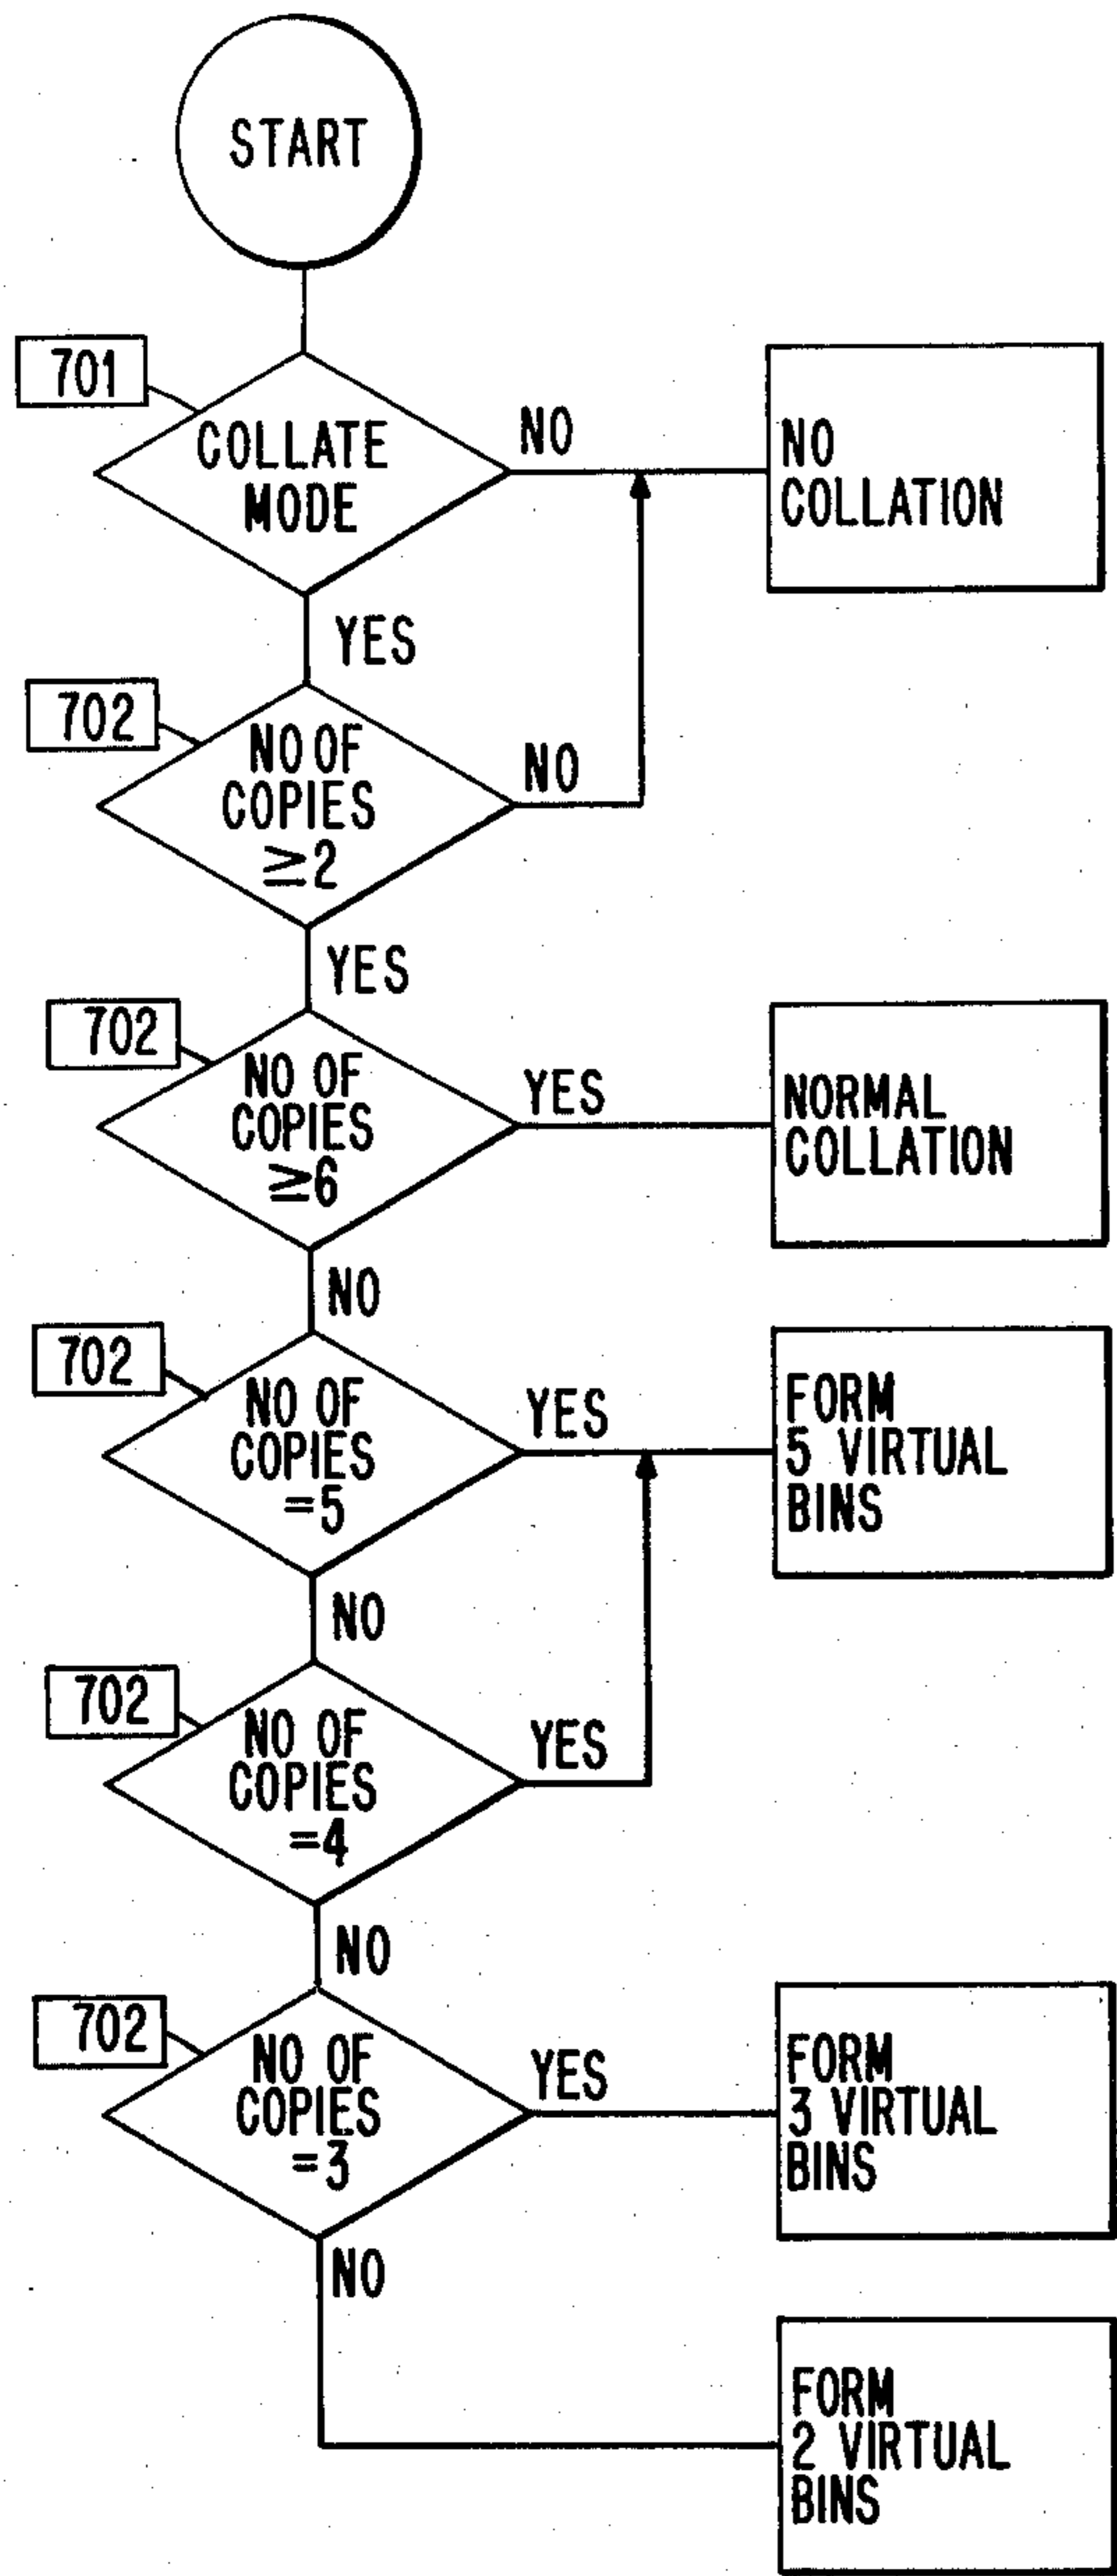 START
701
COLLATE
MODE
NO
NO
COLLATION
YES
702
NO OF
COPIES
≥2
NO
YES
702
NO OF
COPIES
≥6
YES
NORMAL
COLLATION
NO
702
NO OF
COPIES
=5
YES
FORM
5 VIRTUAL
BINS
NO
702
NO OF
COPIES
=4
YES
NO
702
NO OF
COPIES
=3
YES
FORM
3 VIRTUAL
BINS
NO
FORM
2 VIRTUAL
BINS